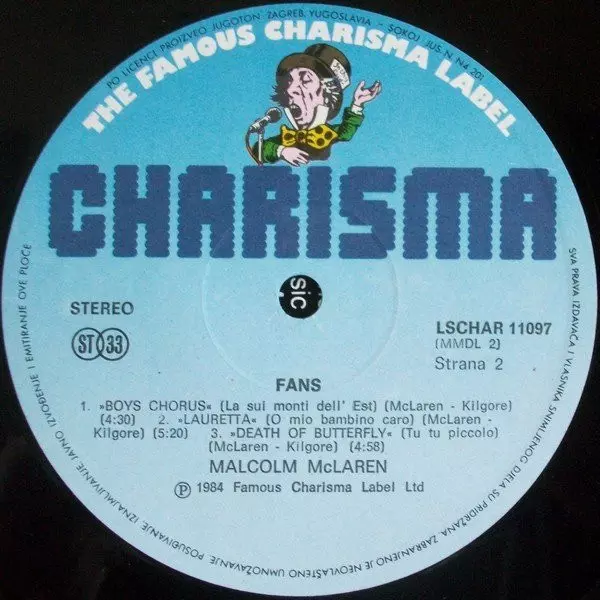 PO LICENCI PROIZVEO JUGOTON ZAGREB, YUGOSLAVIA - SOKOJ JUS. N. N4. 201
THE FAMOUS CHARISMA LABEL
CHARISMA
SVA PRAVA IZDAVAČA I VLASNIKA SNIMLJENOG DJELA SU PRIDRŽANA. ZABRANJENO JE NEOVLAŠTENO UMNOŽAVANJE, POSUĐIVANJE, IZNAJMLJIVANJE, JAVNO IZVOĐENJE I EMITIRANJE OVE PLOČE
STEREO
ST 33
sic
LSCHAR 11097
(MMDL 2)
Strana 2
FANS
1. »BOYS CHORUS« (La sui monti dell' Est) (McLaren - Kilgore)
(4:30) 2. »LAURETTA« (O mio bambino caro) (McLaren -
Kilgore) (5:20) 3. »DEATH OF BUTTERFLY« (Tu tu piccolo)
(McLaren - Kilgore) (4:58)
MALCOLM McLAREN
Ⓟ 1984 Famous Charisma Label Ltd